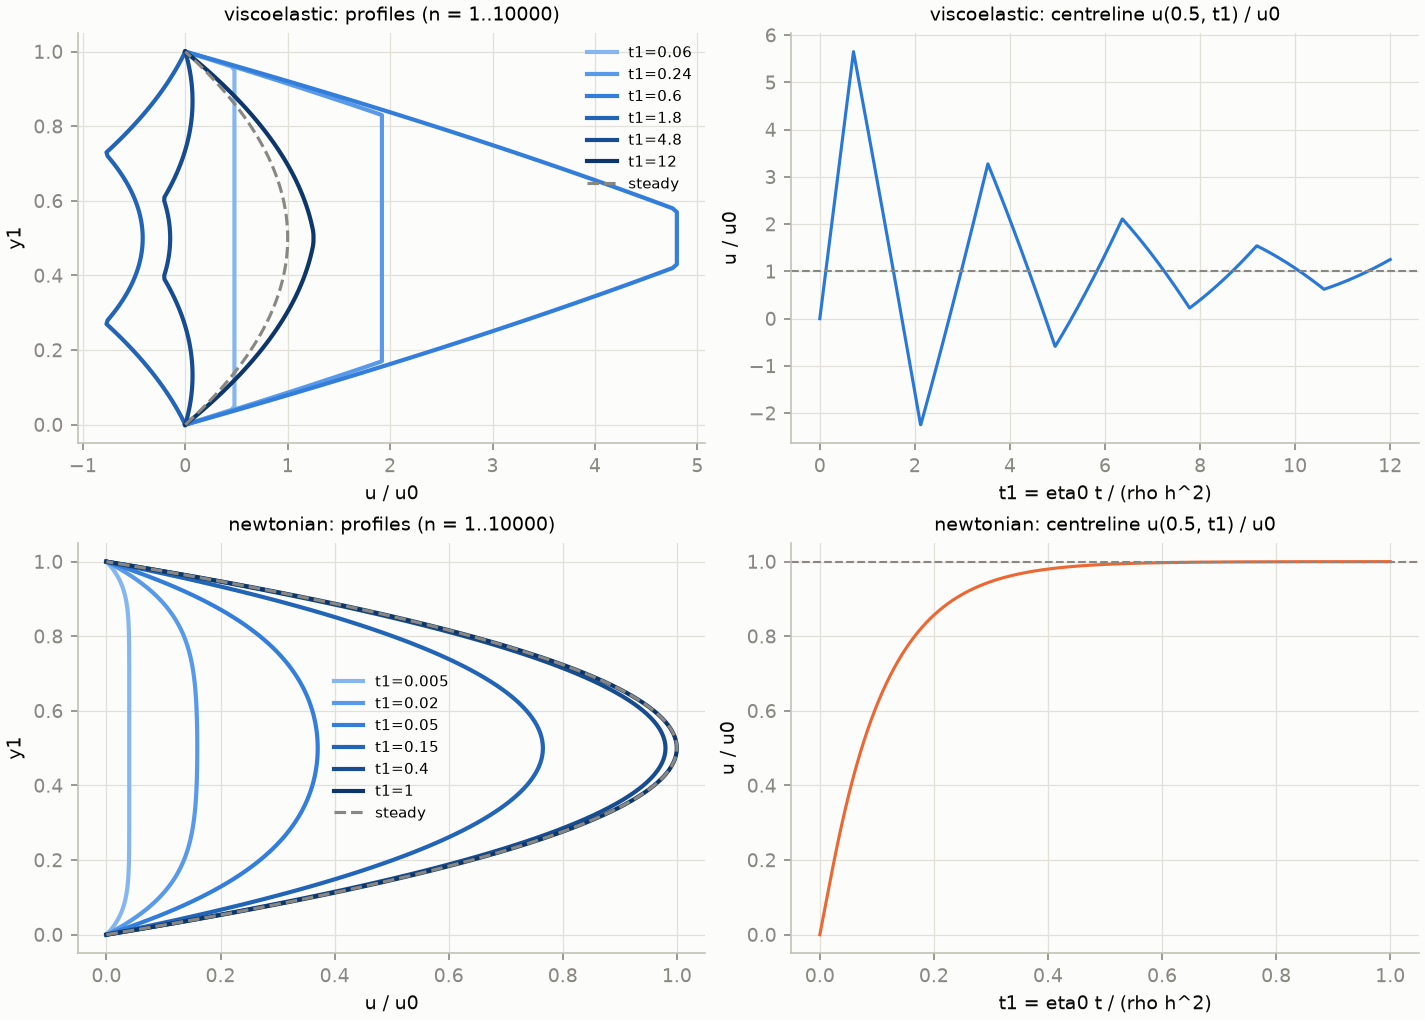 viscoelastic: profiles (n = 1..10000)
1.0
0.8
0.6
0.4
0.2
0.0
y1
t1=0.06
t1=0.24
t1=0.6
t1=1.8
t1=4.8
t1=12
steady
−1
0
1
2
3
4
5
u / u0
viscoelastic: centreline u(0.5, t1) / u0
6
5
4
3
2
1
0
−1
−2
u / u0
0
2
4
6
8
10
12
t1 = eta0 t / (rho h^2)
newtonian: profiles (n = 1..10000)
1.0
0.8
0.6
0.4
0.2
0.0
y1
t1=0.005
t1=0.02
t1=0.05
t1=0.15
t1=0.4
t1=1
steady
0.0
0.2
0.4
0.6
0.8
1.0
u / u0
newtonian: centreline u(0.5, t1) / u0
1.0
0.8
0.6
0.4
0.2
0.0
u / u0
0.0
0.2
0.4
0.6
0.8
1.0
t1 = eta0 t / (rho h^2)